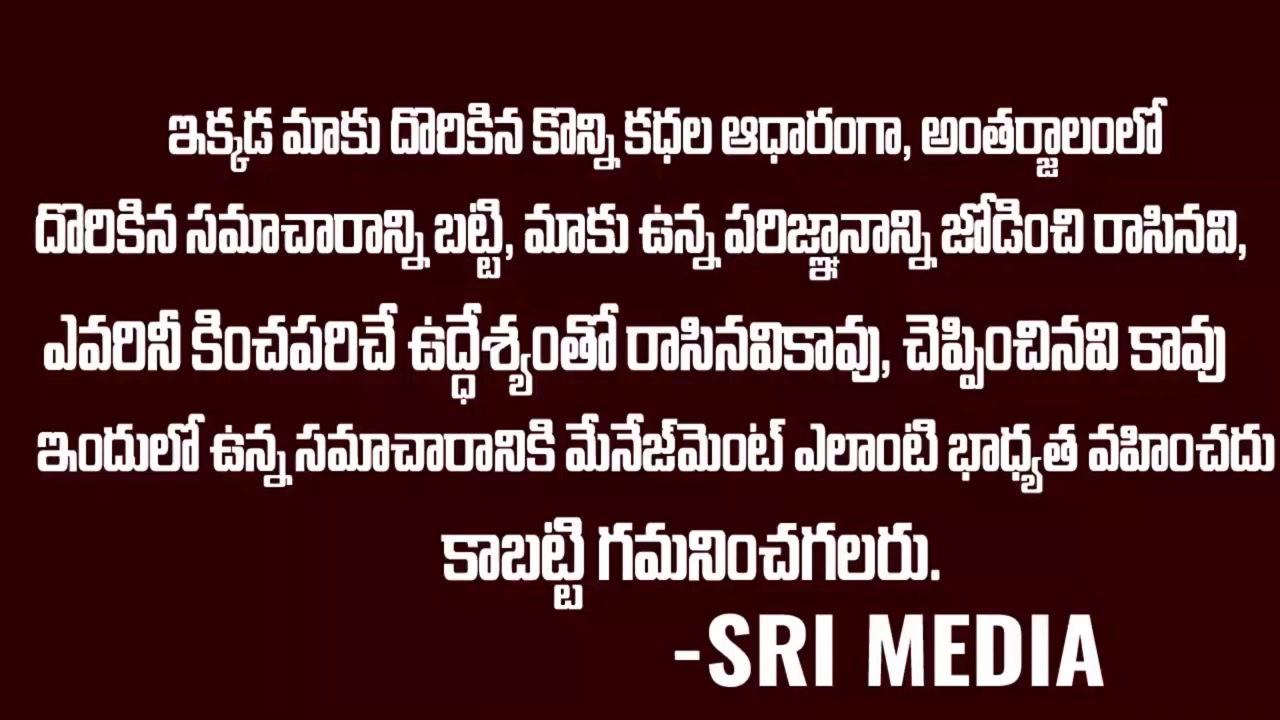 ఇక్కడ మాకు దొరికిన కొన్ని కధల ఆధారంగా, అంతర్జాలంలో
దొరికిన సమాచారాన్ని బట్టి, మాకు ఉన్న పరిజ్ఞానాన్ని జోడించి రాసినవి,
ఎవరినీ కించపరిచే ఉద్ధేశ్యంతో రాసినవికావు, చెప్పించినవి కావు
ఇందులో ఉన్న సమాచారానికి మేనేజ్‌మెంట్ ఎలాంటి భాధ్యత వహించదు
కాబట్టి గమనించగలరు.
-SRI MEDIA